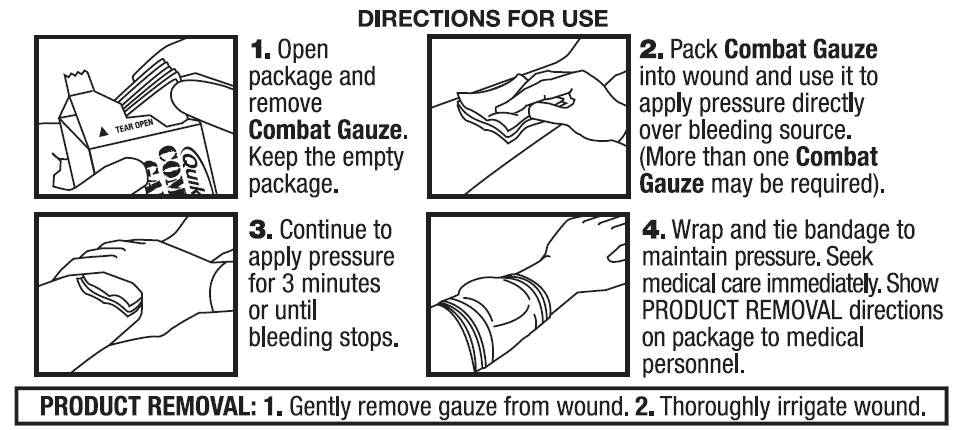 DIRECTIONS FOR USE
1. Open
package and
remove
Combat Gauze.
Keep the empty
package.
TEAR OPEN
Quik
COM
GA
2. Pack Combat Gauze
into wound and use it to
apply pressure directly
over bleeding source.
(More than one Combat
Gauze may be required).
3. Continue to
apply pressure
for 3 minutes
or until
bleeding stops.
4. Wrap and tie bandage to
maintain pressure. Seek
medical care immediately. Show
PRODUCT REMOVAL directions
on package to medical
personnel.
PRODUCT REMOVAL: 1. Gently remove gauze from wound. 2. Thoroughly irrigate wound.